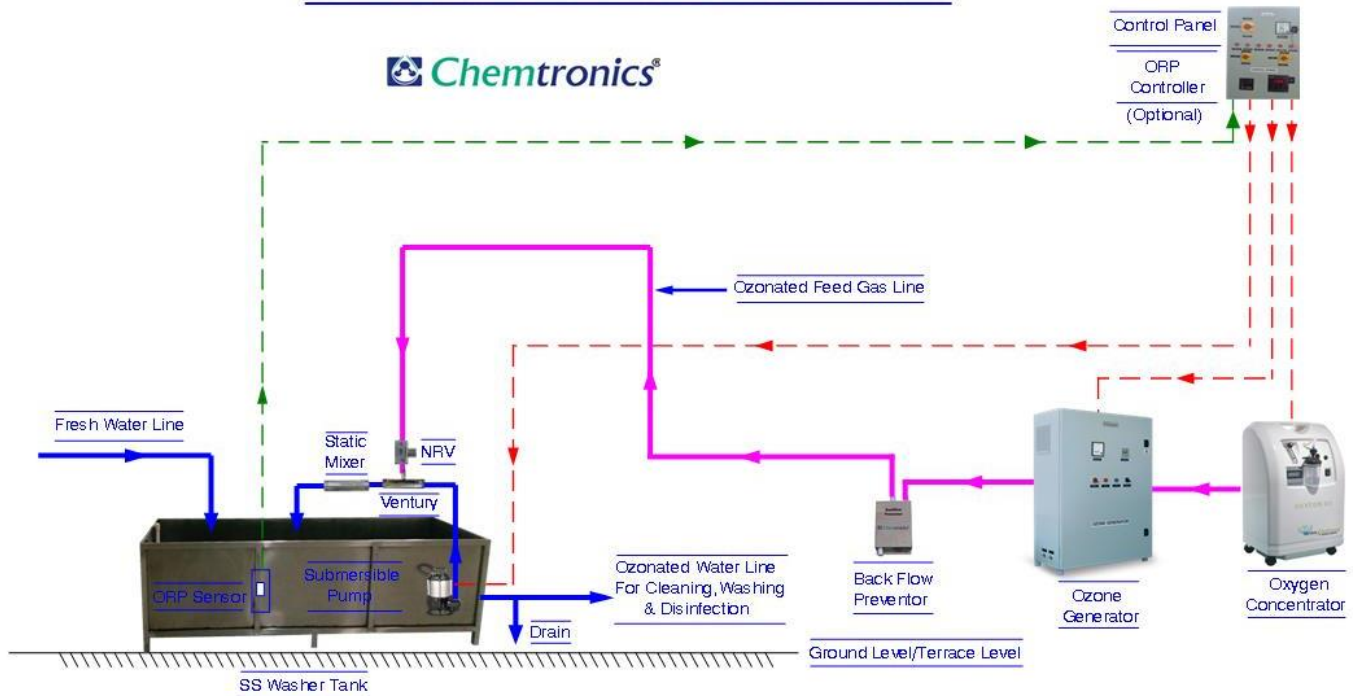 Chemtronics®
Control Panel
ORP
Controller
(Optional)
Ozonated Feed Gas Line
Fresh Water Line
Static
Mixer
NRV
Ventury
ORP Sensor
Submersible
Pump
Ozonated Water Line
For Cleaning, Washing
& Disinfection
Drain
Back Flow
Preventor
Ozone
Generator
Oxygen
Concentrator
Ground Level/Terrace Level
SS Washer Tank